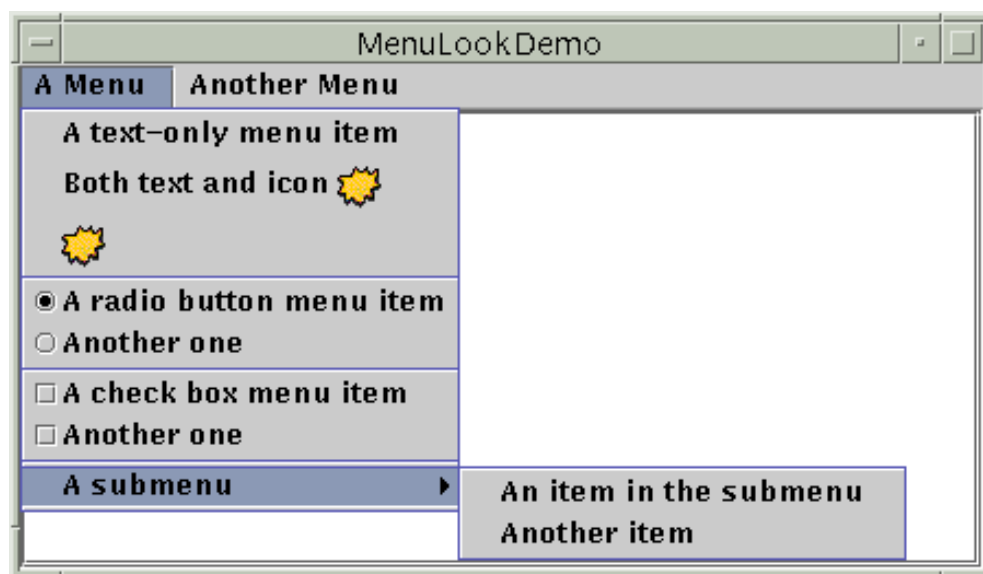 MenuLookDemo
A Menu Another Menu
A text-only menu item
Both text and icon
A radio button menu item
Another one
A check box menu item
Another one
A submenu
An item in the submenu
Another item